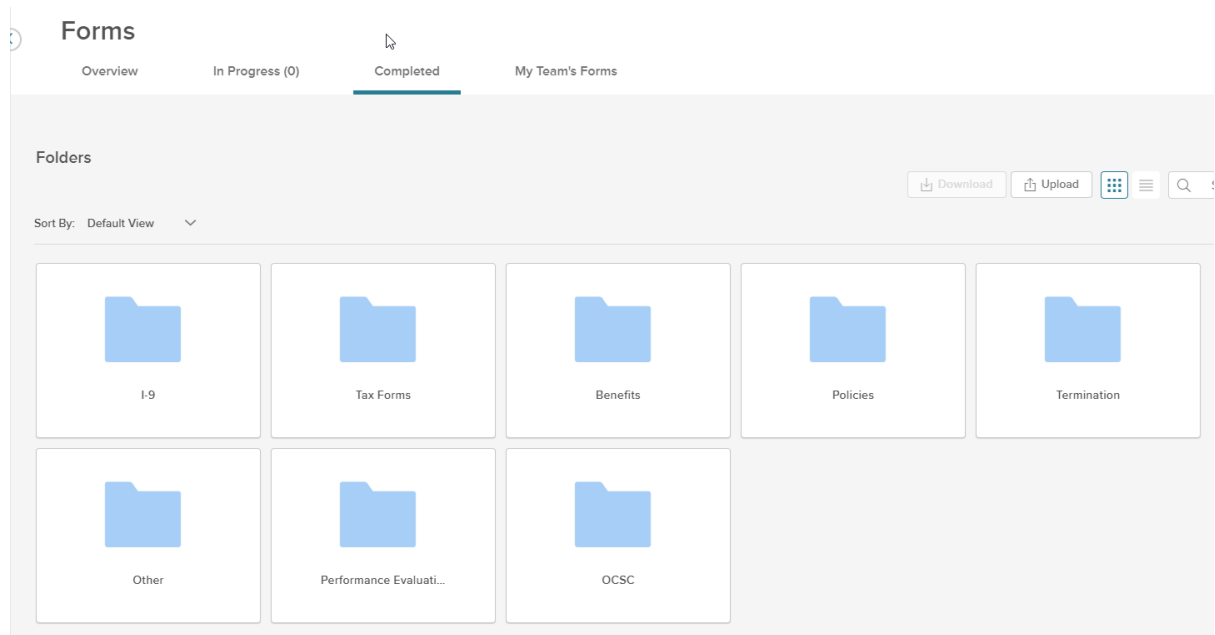 Forms
Overview In Progress (0) Completed My Team's Forms
Folders
Download Upload
Sort By: Default View
I-9 Tax Forms Benefits Policies Termination
Other Performance Evaluati... OCSC